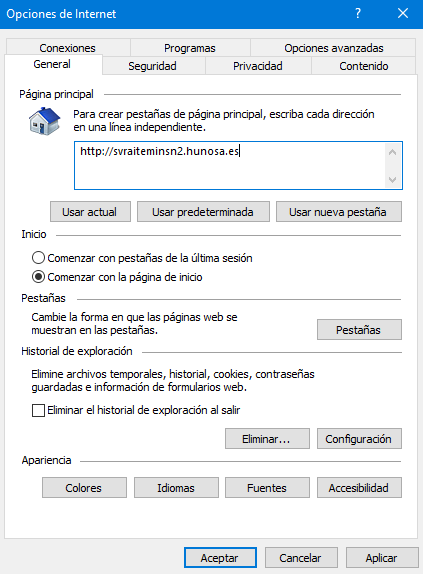 Opciones de Internet
Conexiones Programas Opciones avanzadas
General Seguridad Privacidad Contenido
Página principal
Para crear pestañas de página principal, escriba cada dirección
en una línea independiente.
http://svraiteminsn2.hunosa.es
Usar actual Usar predeterminada Usar nueva pestaña
Inicio
Comenzar con pestañas de la última sesión
Comenzar con la página de inicio
Pestañas
Cambie la forma en que las páginas web se
muestran en las pestañas.
Pestañas
Historial de exploración
Elimine archivos temporales, historial, cookies, contraseñas
guardadas e información de formularios web.
Eliminar el historial de exploración al salir
Eliminar... Configuración
Apariencia
Colores Idiomas Fuentes Accesibilidad
Aceptar Cancelar Aplicar